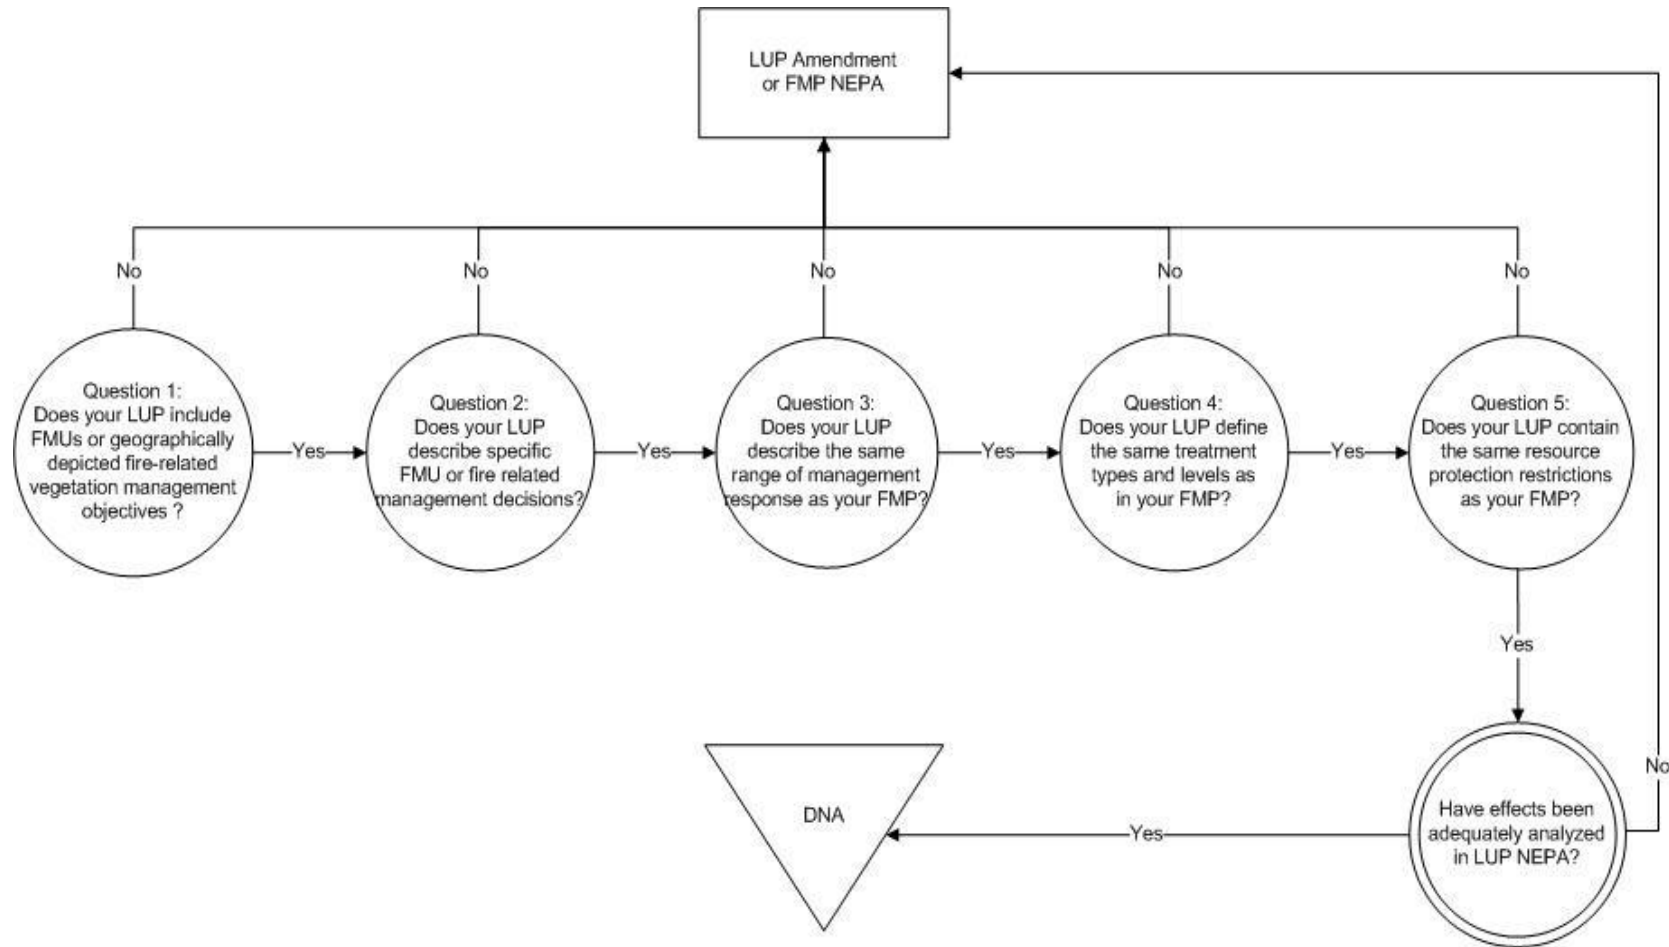 LUP Amendment
or FMP NEPA
No
No
No
No
No
Question 1:
Does your LUP include
FMUs or geographically
depicted fire-related
vegetation management
objectives ?
Yes
Question 2:
Does your LUP
describe specific
FMU or fire related
management decisions?
Yes
Question 3:
Does your LUP
describe the same
range of management
response as your FMP?
Yes
Question 4:
Does your LUP define
the same treatment
types and levels as
in your FMP?
Yes
Question 5:
Does your LUP contain
the same resource
protection restrictions
as your FMP?
Yes
No
Have effects been
adequately analyzed
in LUP NEPA?
Yes
DNA